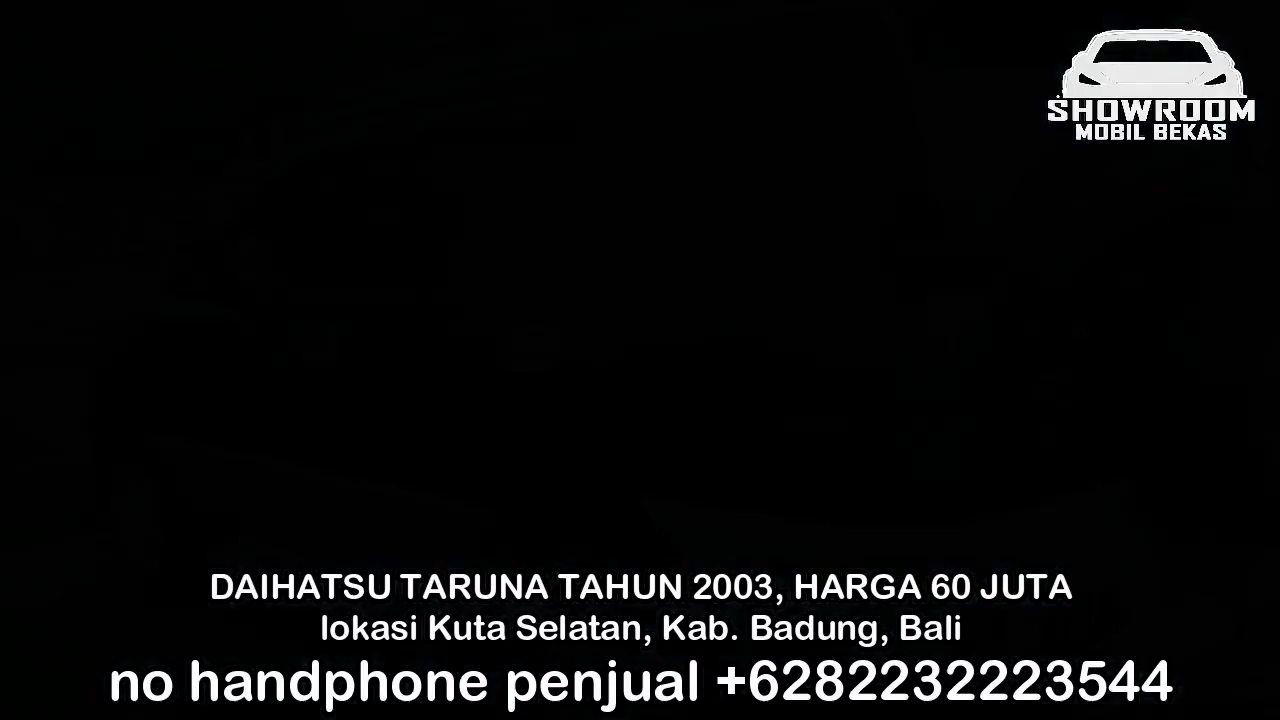 SHOWROOM
MOBIL BEKAS
DAIHATSU TARUNA TAHUN 2003, HARGA 60 JUTA
lokasi Kuta Selatan, Kab. Badung, Bali
no handphone penjual +6282232223544